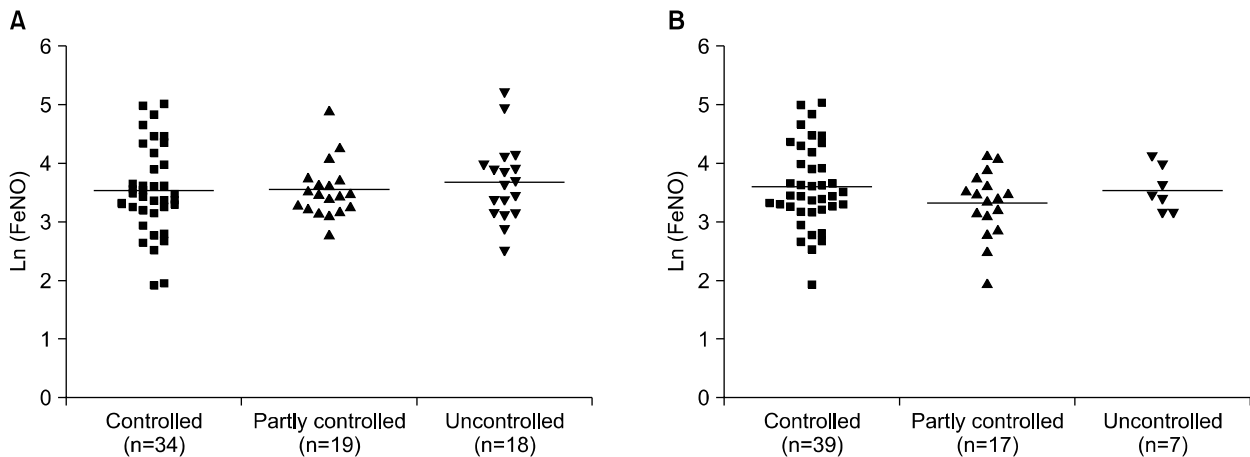 A
6
5
4
3
2
1
0
Ln (FeNO)
Controlled
(n=34)
Partly controlled
(n=19)
Uncontrolled
(n=18)
B
6
5
4
3
2
1
0
Ln (FeNO)
Controlled
(n=39)
Partly controlled
(n=17)
Uncontrolled
(n=7)